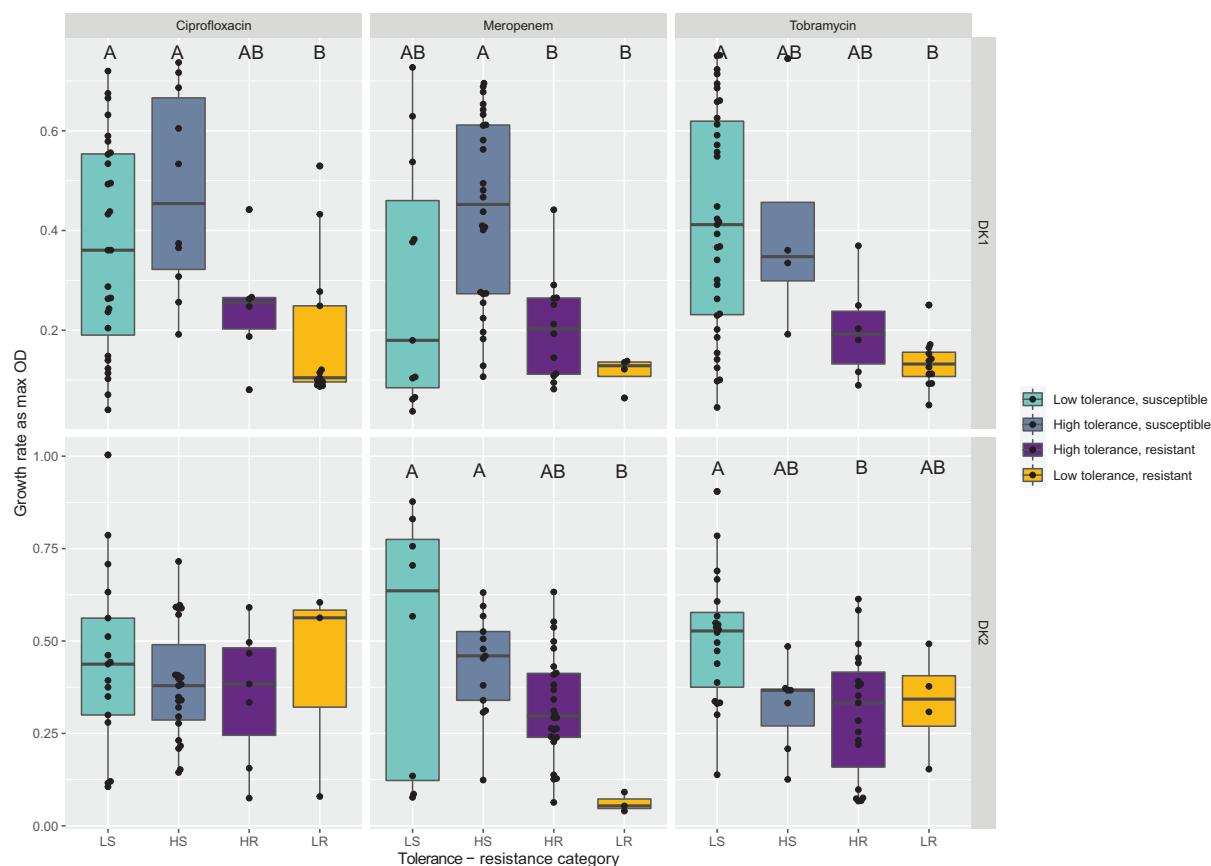 Ciprofloxacin Meropenem Tobramycin
A A AB B AB A B B A AB AB B
0.6
0.4
0.2
DK1
Growth rate as max OD
Low tolerance, susceptible
High tolerance, susceptible
High tolerance, resistant
Low tolerance, resistant
1.00
A A AB B A AB B AB
0.75
0.50
0.25
0.00
DK2
LS HS HR LR LS HS HR LR LS HS HR LR
Tolerance − resistance category